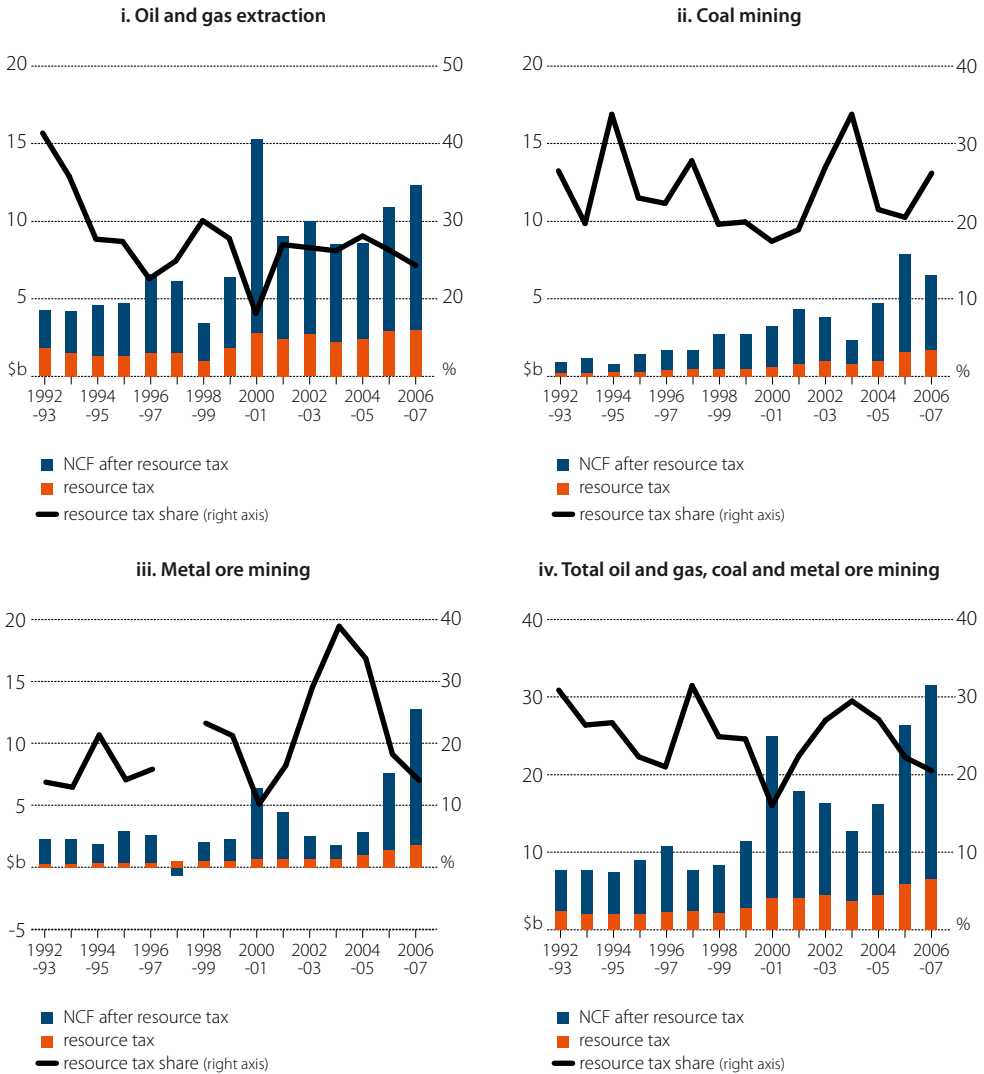 i. Oil and gas extraction
20 50
15 40
10 30
5 20
$b %
1992 1994 1996 1998 2000 2002 2004 2006
-93 -95 -97 -99 -01 -03 -05 -07
NCF after resource tax
resource tax
resource tax share (right axis)
ii. Coal mining
20 40
15 30
10 20
5 10
$b %
1992 1994 1996 1998 2000 2002 2004 2006
-93 -95 -97 -99 -01 -03 -05 -07
NCF after resource tax
resource tax
resource tax share (right axis)
iii. Metal ore mining
20 40
15 30
10 20
5 10
$b %
-5
1992 1994 1996 1998 2000 2002 2004 2006
-93 -95 -97 -99 -01 -03 -05 -07
NCF after resource tax
resource tax
resource tax share (right axis)
iv. Total oil and gas, coal and metal ore mining
40 40
30 30
20 20
10 10
$b %
1992 1994 1996 1998 2000 2002 2004 2006
-93 -95 -97 -99 -01 -03 -05 -07
NCF after resource tax
resource tax
resource tax share (right axis)